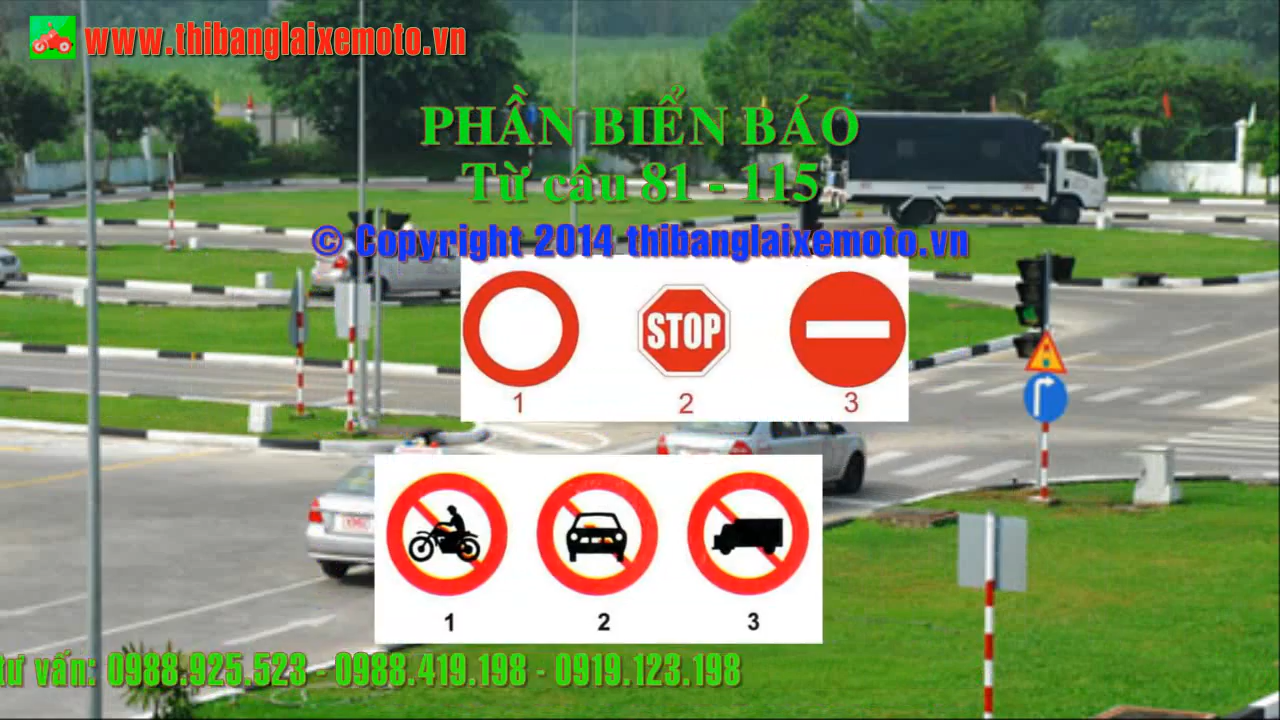 www.thibanglaixemoto.vn
PHẦN BIỂN BÁO
Từ câu 81 - 115
© Copyright 2014 thibanglaixemoto.vn
STOP
1 2 3
1 2 3
tư vấn: 0988.925.523 - 0988.419.198 - 0919.123.198